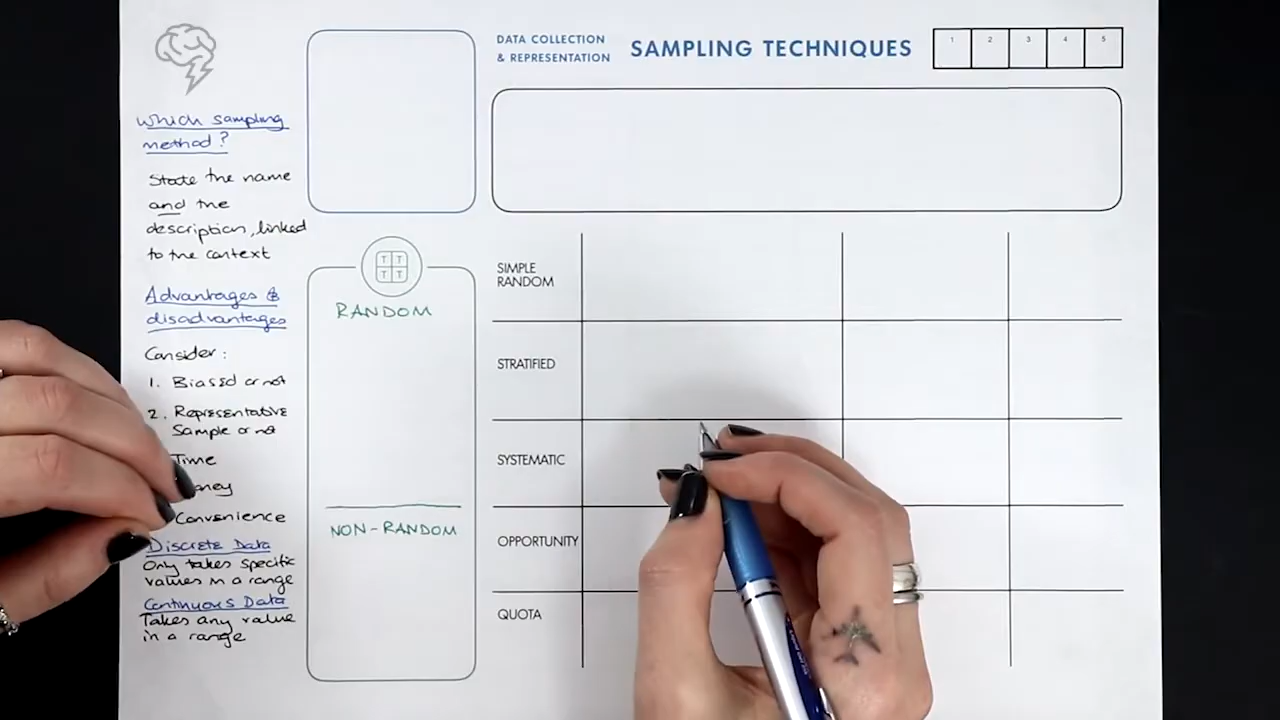 DATA COLLECTION
& REPRESENTATION
SAMPLING TECHNIQUES
1 2 3 4 5
Which sampling
method?
State the name
and the
description, linked
to the context
Advantages &
disadvantages
Consider:
1. Biased or not
2. Representative
Sample or not
Time
Convenience
Discrete Data
Only takes specific
values in a range
Continuous Data
Takes any value
in a range
T T
T T
RANDOM
NON-RANDOM
SIMPLE
RANDOM
STRATIFIED
SYSTEMATIC
OPPORTUNITY
QUOTA